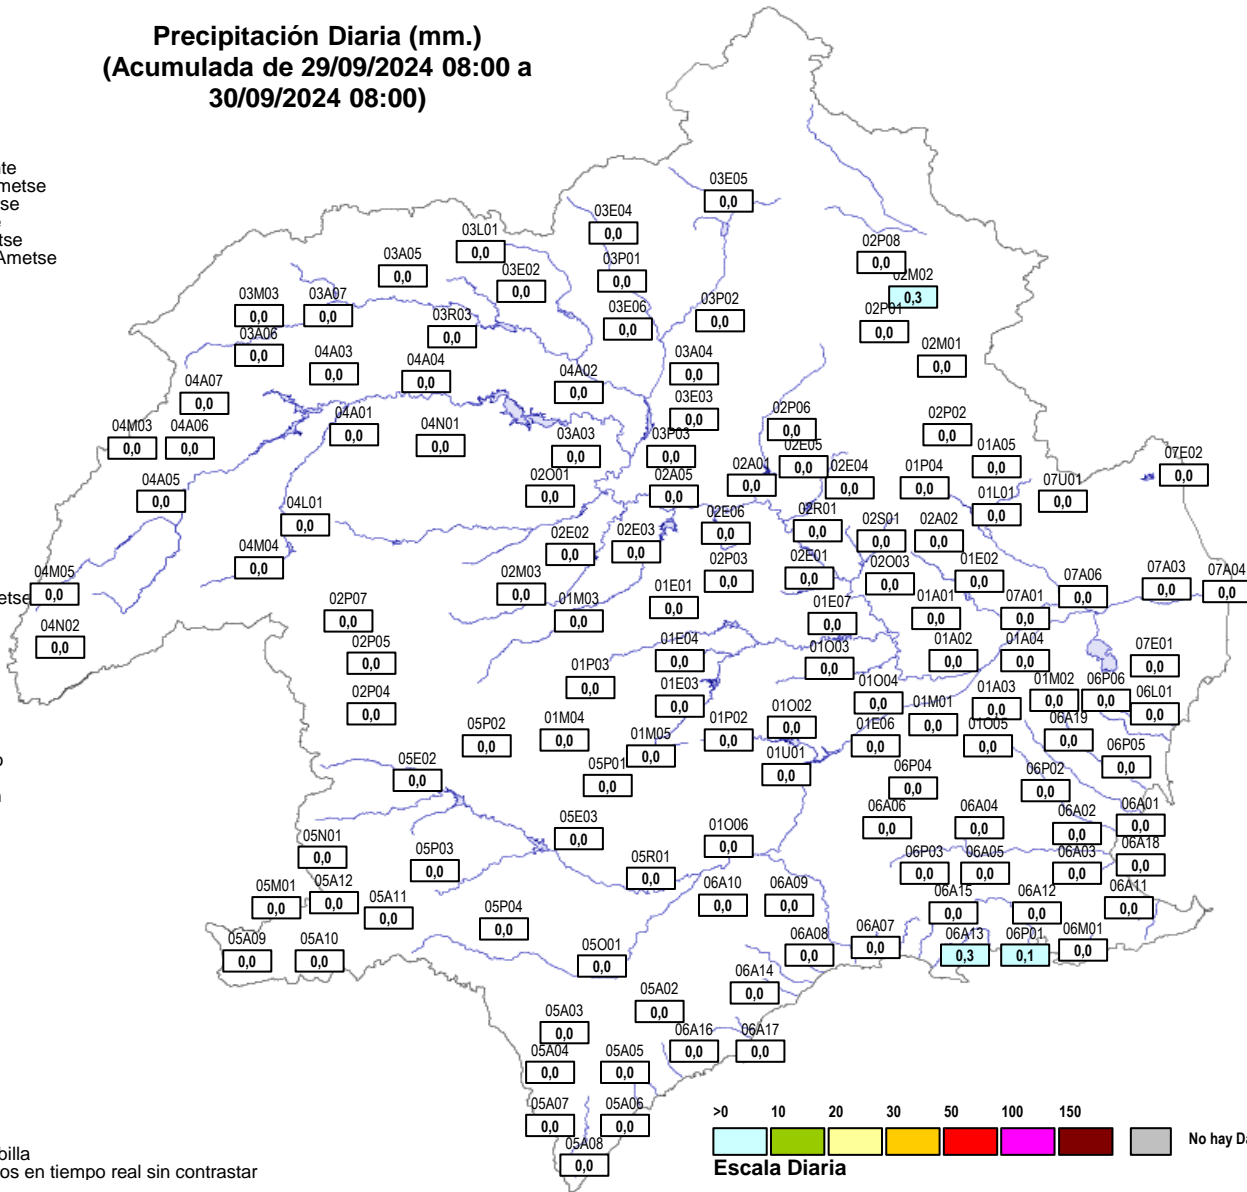 Precipitación Diaria (mm.)
(Acumulada de 29/09/2024 08:00 a
30/09/2024 08:00)
03E05
0,0
03E04
0,0
03L01
0,0
03A05
0,0
03P01
0,0
03E02
0,0
02P08
0,0
02M02
0,3
03M03
0,0
03A07
0,0
03R03
0,0
03E06
0,0
03P02
0,0
02P01
0,0
03A06
0,0
04A03
0,0
04A04
0,0
04A02
0,0
03A04
0,0
02M01
0,0
04A07
0,0
03E03
0,0
04M03
0,0
04A06
0,0
04A01
0,0
04N01
0,0
03A03
0,0
03P03
0,0
02P06
0,0
02P02
0,0
02E05
0,0
01A05
0,0
07E02
0,0
04A05
0,0
02O01
0,0
02A05
0,0
02A01
0,0
02E04
0,0
01P04
0,0
07U01
0,0
01L01
0,0
04L01
0,0
02E06
0,0
02R01
0,0
02S01
0,0
02A02
0,0
04M04
0,0
02E02
0,0
02E03
0,0
02P03
0,0
02E01
0,0
02O03
0,0
01E02
0,0
04M05
0,0
02M03
0,0
07A06
0,0
07A03
0,0
07A04
0,0
02P07
0,0
01M03
0,0
01E01
0,0
01E07
0,0
01A01
0,0
07A01
0,0
04N02
0,0
02P05
0,0
01E04
0,0
01O03
0,0
01A02
0,0
01A04
0,0
07E01
0,0
02P04
0,0
01P03
0,0
01E03
0,0
01O04
0,0
01A03
0,0
01M02
0,0
06P06
0,0
06L01
0,0
05P02
0,0
01M04
0,0
01M05
0,0
01P02
0,0
01O02
0,0
01E06
0,0
01M01
0,0
01O05
0,0
06A19
0,0
05E02
0,0
05P01
0,0
01U01
0,0
06P04
0,0
06P02
0,0
06P05
0,0
05E03
0,0
01O06
0,0
06A06
0,0
06A04
0,0
06A02
0,0
06A01
0,0
05N01
0,0
05P03
0,0
05R01
0,0
06P03
0,0
06A05
0,0
06A03
0,0
06A18
0,0
05M01
0,0
05A12
0,0
05A11
0,0
06A10
0,0
06A09
0,0
06A15
0,0
06A12
0,0
06A11
0,0
05A09
0,0
05A10
0,0
05P04
0,0
05O01
0,0
06A08
0,0
06A07
0,0
06A13
0,3
06P01
0,1
06M01
0,0
05A02
0,0
06A14
0,0
05A03
0,0
06A16
0,0
06A17
0,0
05A04
0,0
05A05
0,0
05A07
0,0
05A06
0,0
05A08
0,0
>0 10 20 30 50 100 150
No hay
Escala Diaria
os en tiempo real sin contrastar